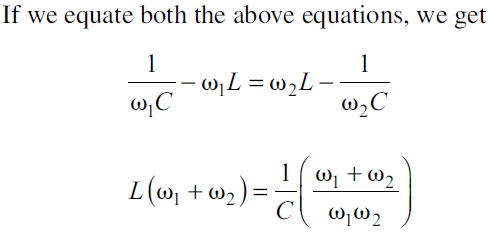 If we equate both the above equations, we get
1/(ω₁C) − ω₁L = ω₂L − 1/(ω₂C)
L(ω₁ + ω₂) = 1/C ((ω₁ + ω₂)/(ω₁ω₂))